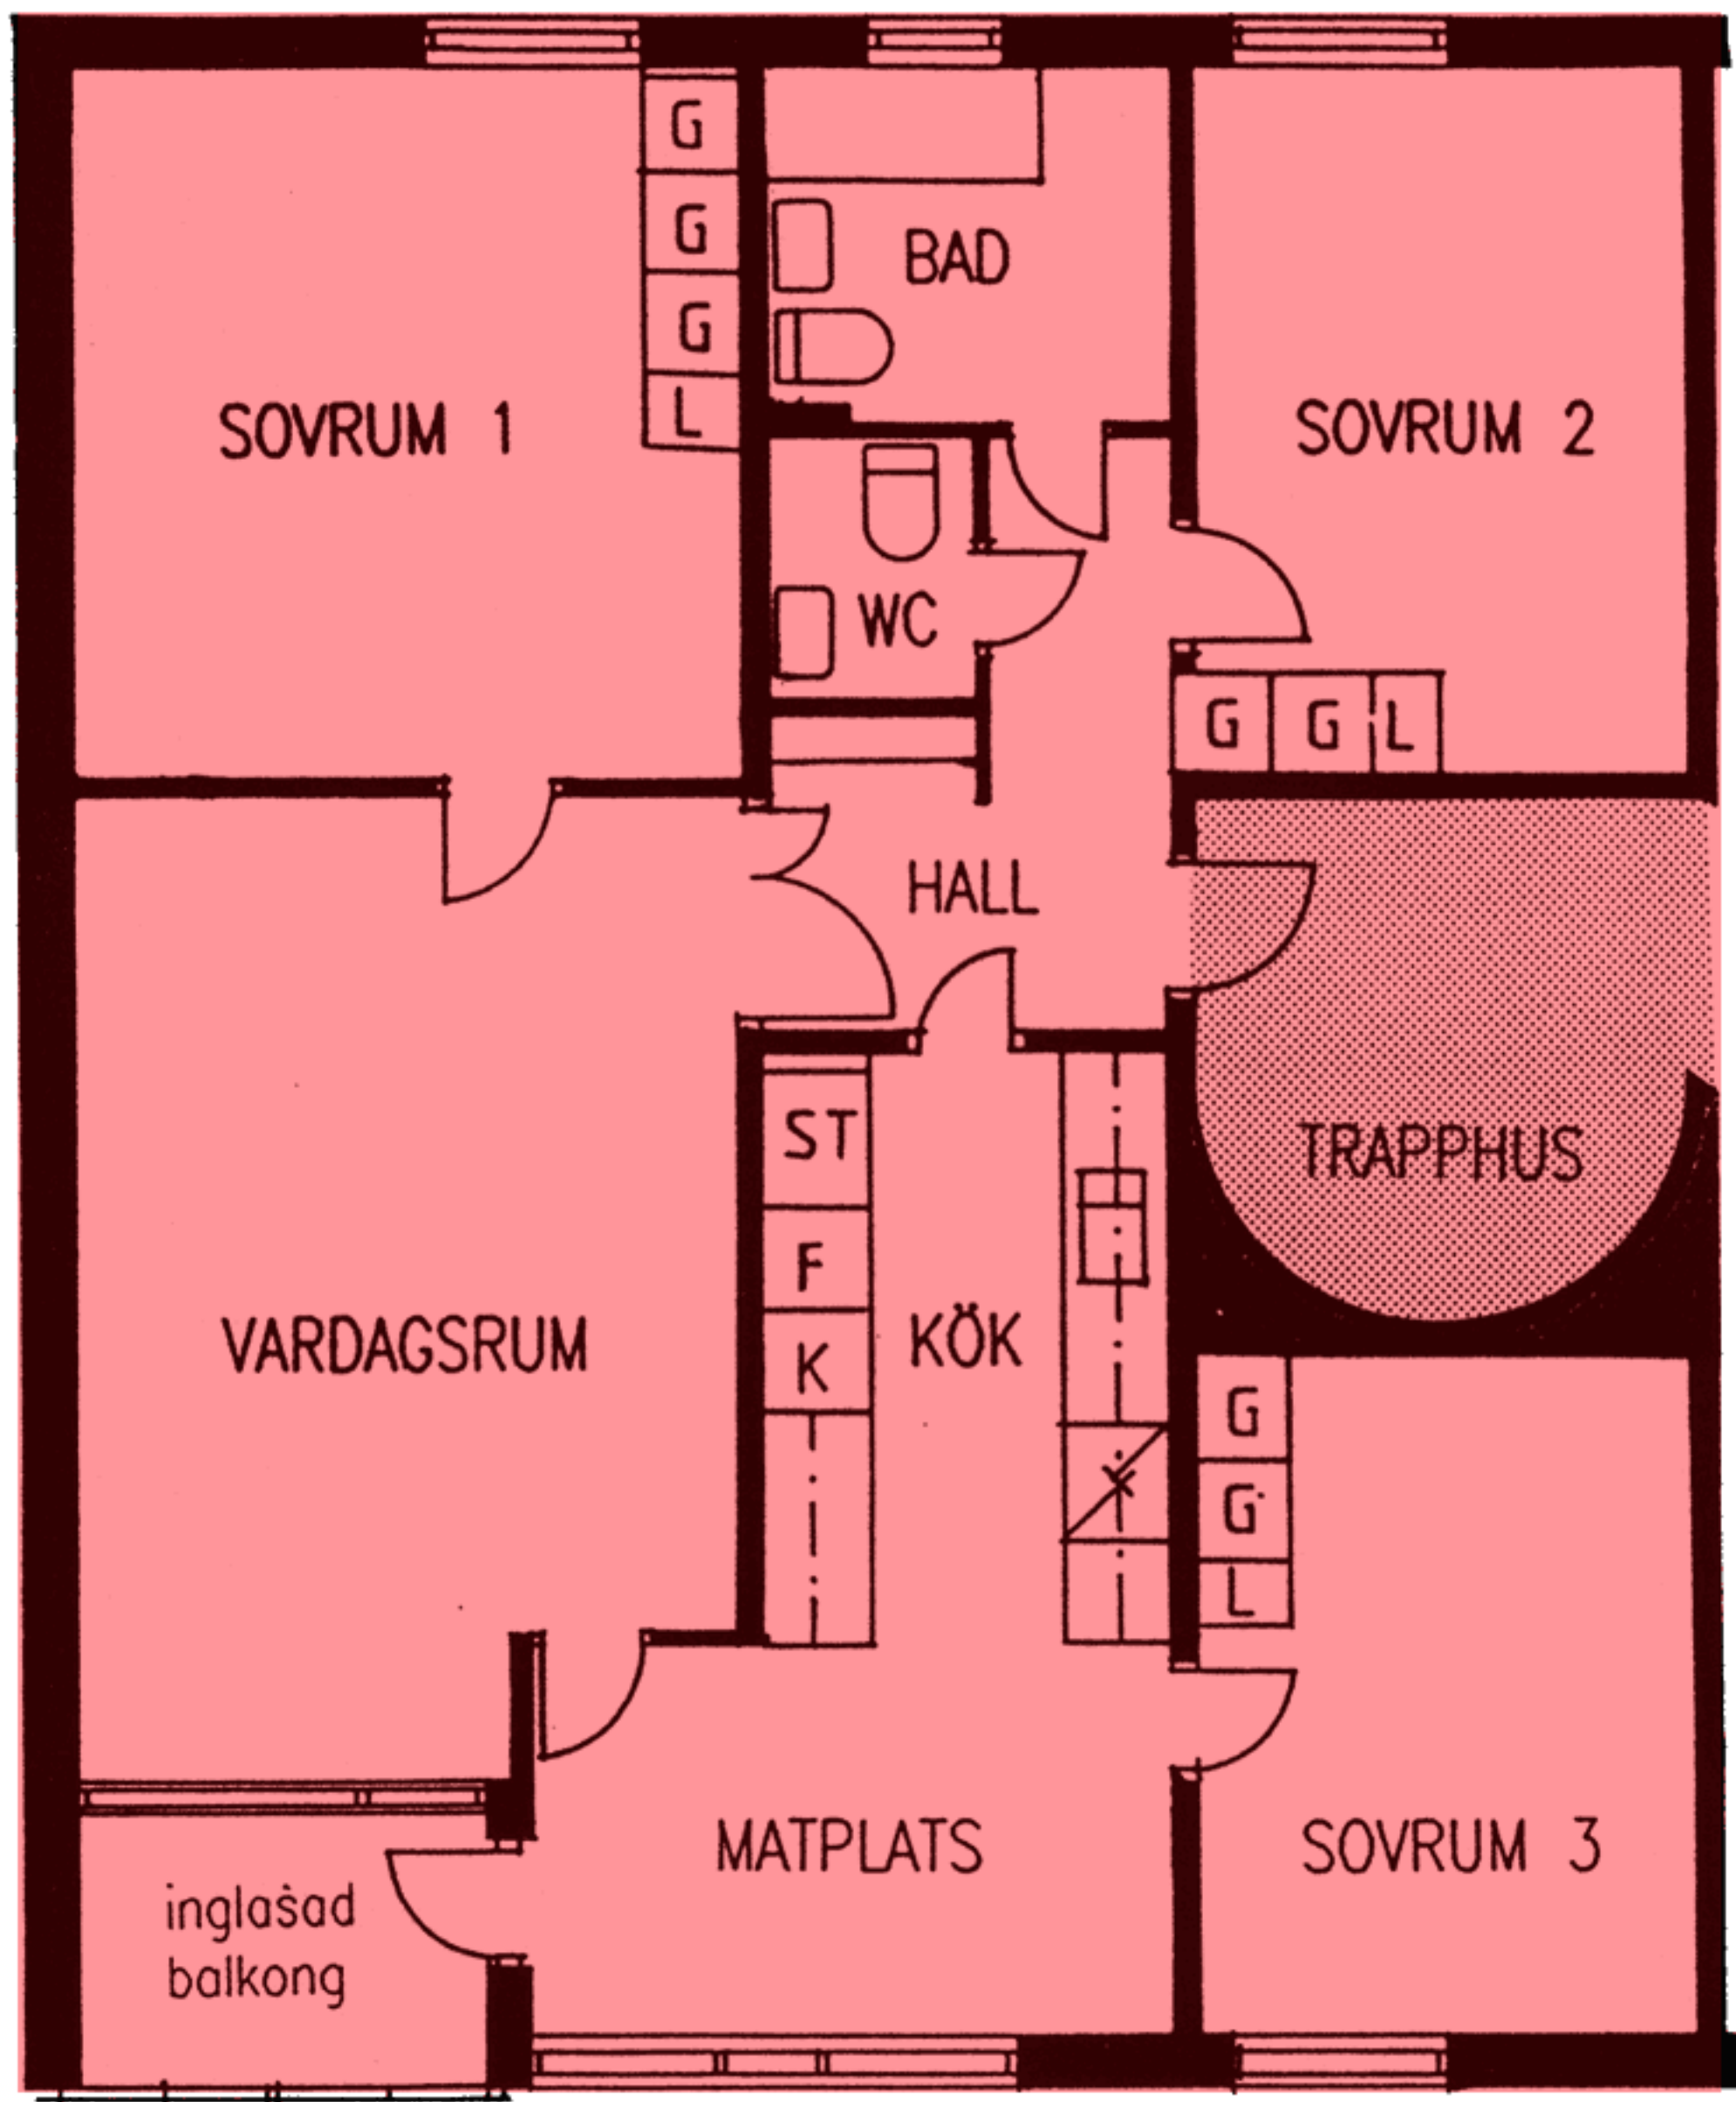 G
G
G
L
SOVRUM 1
BAD
SOVRUM 2
WC
G G L
HALL
TRAPPHUS
ST
F
K
KÖK
VARDAGSRUM
G
G
L
MATPLATS
SOVRUM 3
inglasad
balkong